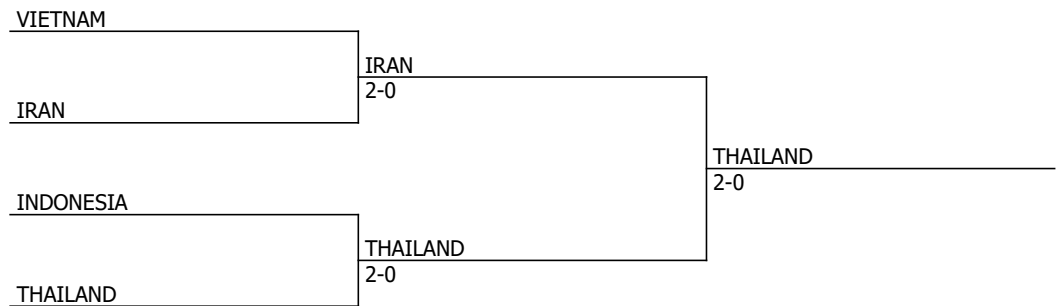 VIETNAM
IRAN
2-0
IRAN
THAILAND
2-0
INDONESIA
THAILAND
2-0
THAILAND